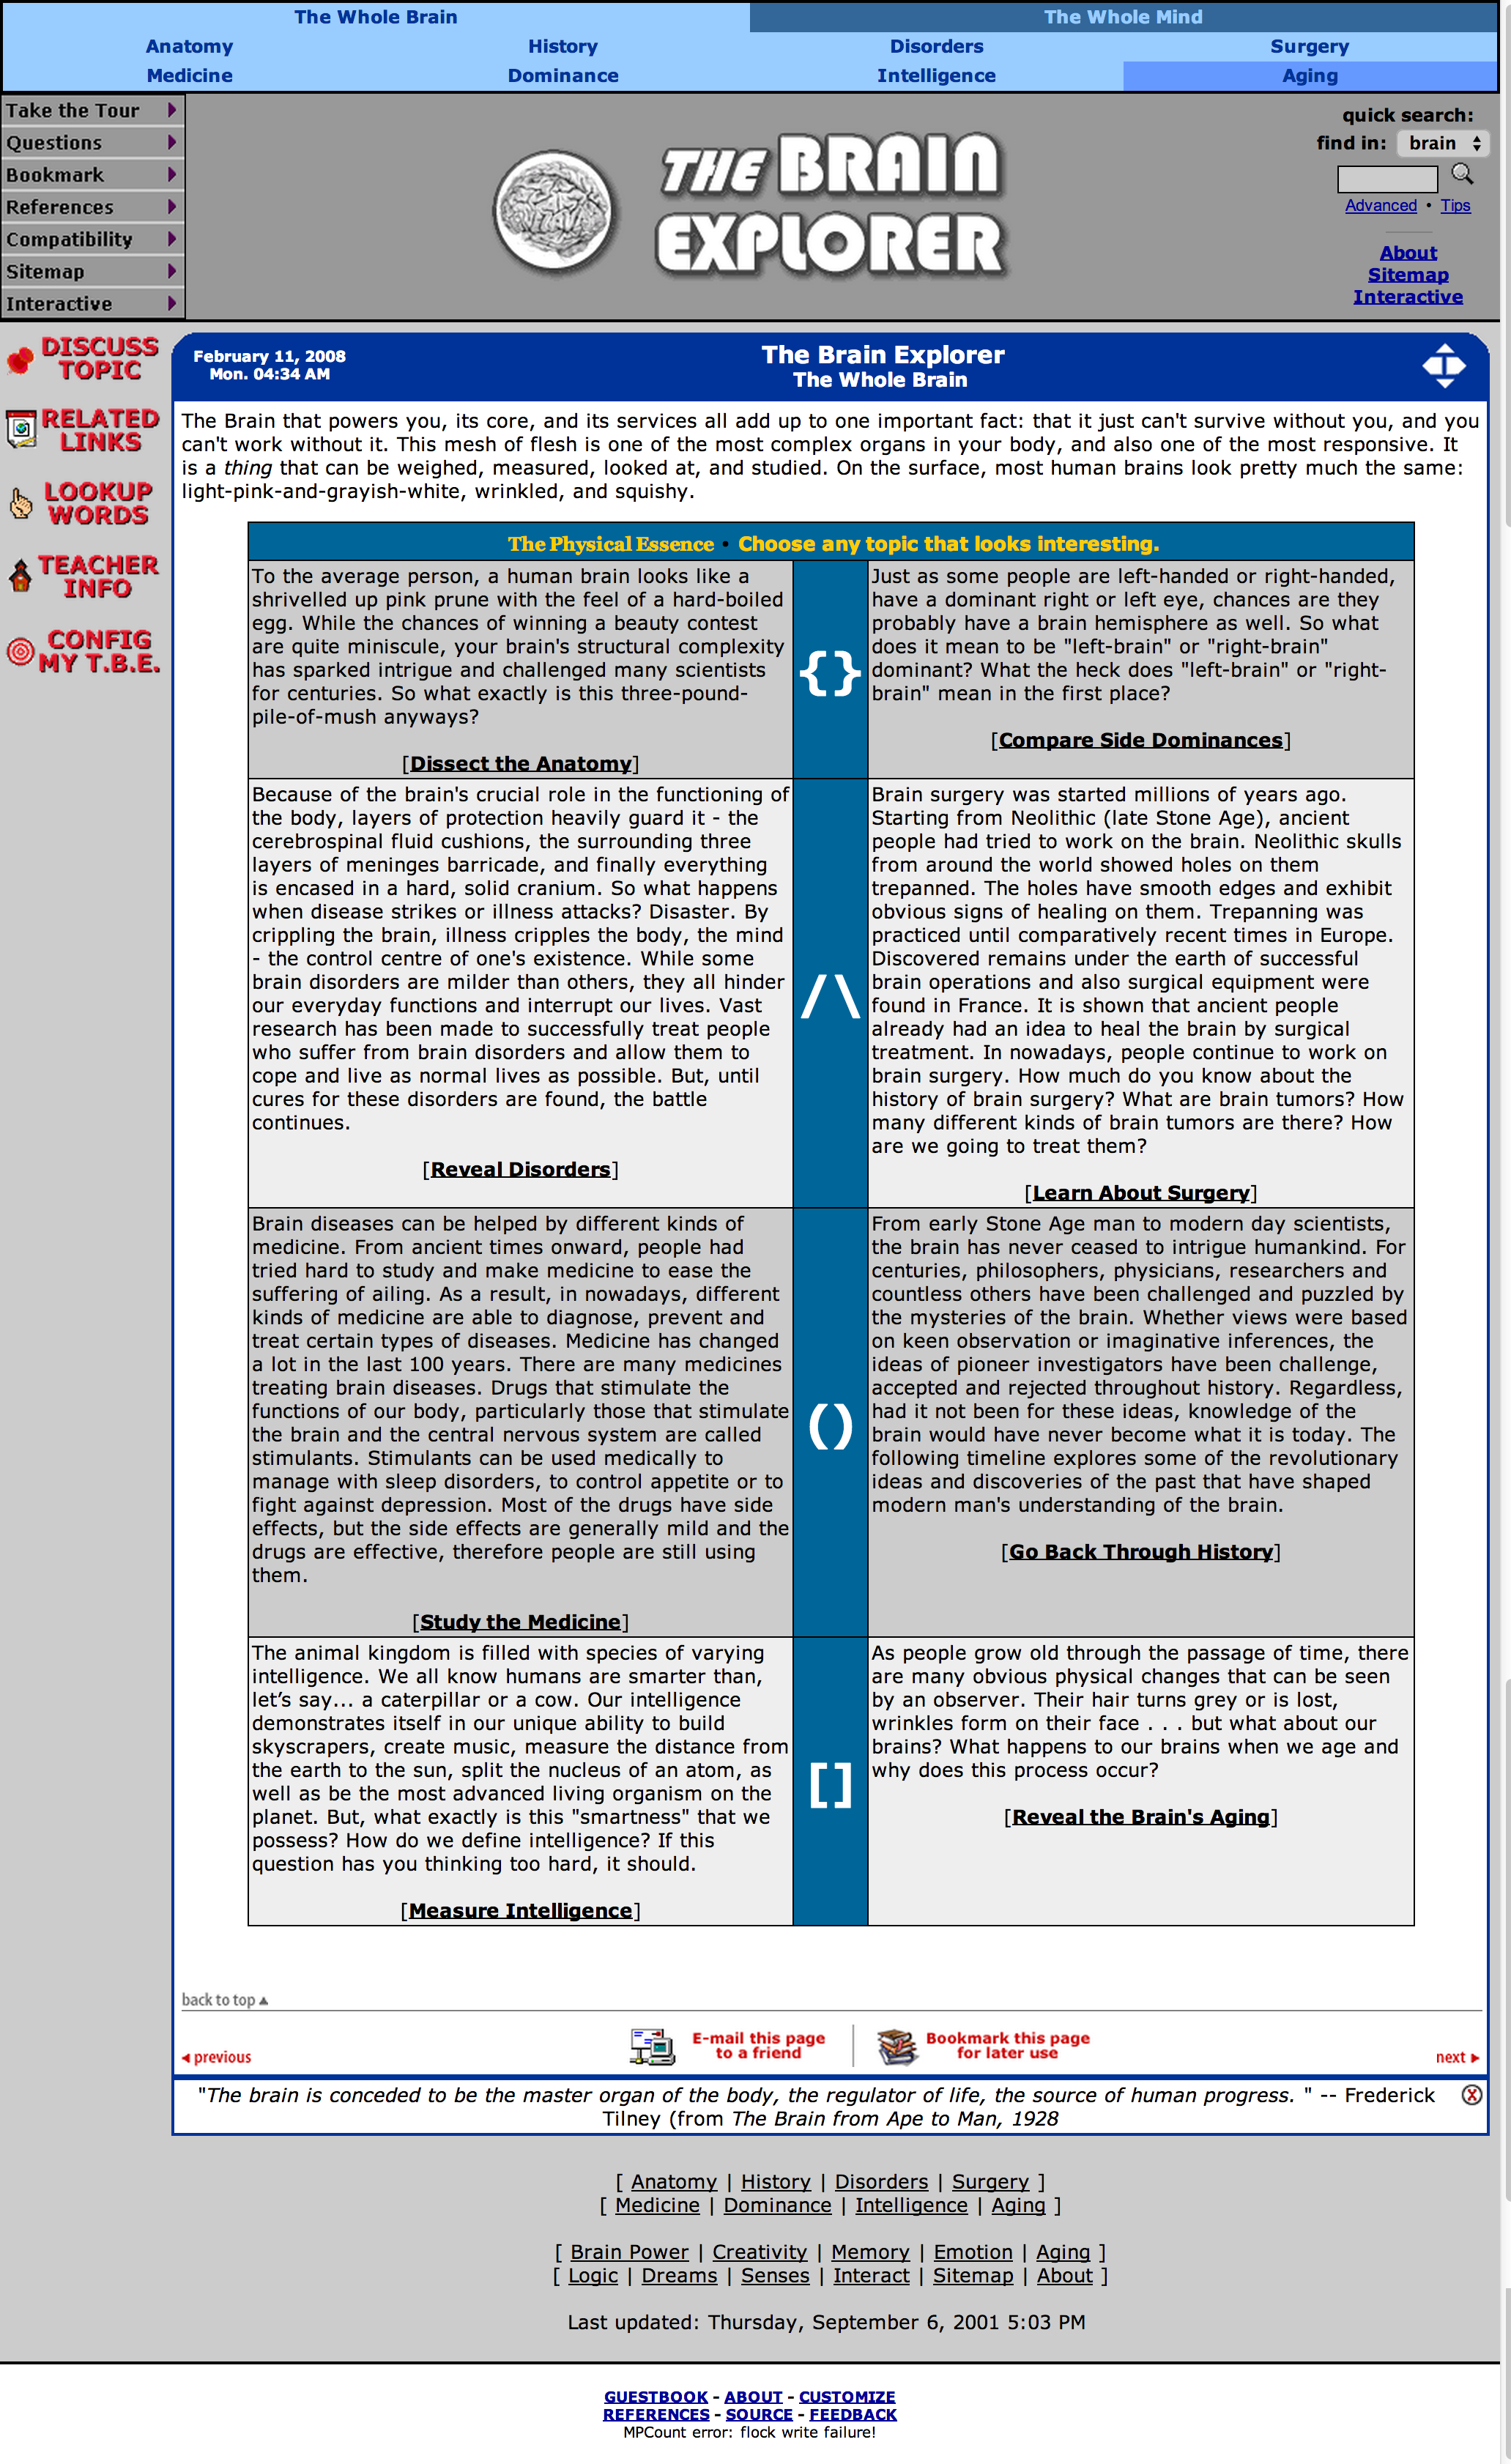 The Whole Brain
The Whole Mind
Anatomy
History
Disorders
Surgery
Medicine
Dominance
Intelligence
Aging
Take the Tour
Questions
Bookmark
References
Compatibility
Sitemap
Interactive
THE BRAIN
EXPLORER
quick search:
find in: brain
Advanced • Tips
About
Sitemap
Interactive
DISCUSS
TOPIC
RELATED
LINKS
LOOKUP
WORDS
TEACHER
INFO
CONFIG
MY T.B.E.
February 11, 2008
Mon. 04:34 AM
The Brain Explorer
The Whole Brain
The Brain that powers you, its core, and its services all add up to one important fact: that it just can't survive without you, and you
can't work without it. This mesh of flesh is one of the most complex organs in your body, and also one of the most responsive. It
is a thing that can be weighed, measured, looked at, and studied. On the surface, most human brains look pretty much the same:
light-pink-and-grayish-white, wrinkled, and squishy.
The Physical Essence • Choose any topic that looks interesting.
To the average person, a human brain looks like a
shrivelled up pink prune with the feel of a hard-boiled
egg. While the chances of winning a beauty contest
are quite miniscule, your brain's structural complexity
has sparked intrigue and challenged many scientists
for centuries. So what exactly is this three-pound-
pile-of-mush anyways?
[Dissect the Anatomy]
{}
Just as some people are left-handed or right-handed,
have a dominant right or left eye, chances are they
probably have a brain hemisphere as well. So what
does it mean to be "left-brain" or "right-brain"
dominant? What the heck does "left-brain" or "right-
brain" mean in the first place?
[Compare Side Dominances]
Because of the brain's crucial role in the functioning of
the body, layers of protection heavily guard it - the
cerebrospinal fluid cushions, the surrounding three
layers of meninges barricade, and finally everything
is encased in a hard, solid cranium. So what happens
when disease strikes or illness attacks? Disaster. By
crippling the brain, illness cripples the body, the mind
- the control centre of one's existence. While some
brain disorders are milder than others, they all hinder
our everyday functions and interrupt our lives. Vast
research has been made to successfully treat people
who suffer from brain disorders and allow them to
cope and live as normal lives as possible. But, until
cures for these disorders are found, the battle
continues.
[Reveal Disorders]
/\
Brain surgery was started millions of years ago.
Starting from Neolithic (late Stone Age), ancient
people had tried to work on the brain. Neolithic skulls
from around the world showed holes on them
trepanned. The holes have smooth edges and exhibit
obvious signs of healing on them. Trepanning was
practiced until comparatively recent times in Europe.
Discovered remains under the earth of successful
brain operations and also surgical equipment were
found in France. It is shown that ancient people
already had an idea to heal the brain by surgical
treatment. In nowadays, people continue to work on
brain surgery. How much do you know about the
history of brain surgery? What are brain tumors? How
many different kinds of brain tumors are there? How
are we going to treat them?
[Learn About Surgery]
Brain diseases can be helped by different kinds of
medicine. From ancient times onward, people had
tried hard to study and make medicine to ease the
suffering of ailing. As a result, in nowadays, different
kinds of medicine are able to diagnose, prevent and
treat certain types of diseases. Medicine has changed
a lot in the last 100 years. There are many medicines
treating brain diseases. Drugs that stimulate the
functions of our body, particularly those that stimulate
the brain and the central nervous system are called
stimulants. Stimulants can be used medically to
manage with sleep disorders, to control appetite or to
fight against depression. Most of the drugs have side
effects, but the side effects are generally mild and the
drugs are effective, therefore people are still using
them.
[Study the Medicine]
()
From early Stone Age man to modern day scientists,
the brain has never ceased to intrigue humankind. For
centuries, philosophers, physicians, researchers and
countless others have been challenged and puzzled by
the mysteries of the brain. Whether views were based
on keen observation or imaginative inferences, the
ideas of pioneer investigators have been challenge,
accepted and rejected throughout history. Regardless,
had it not been for these ideas, knowledge of the
brain would have never become what it is today. The
following timeline explores some of the revolutionary
ideas and discoveries of the past that have shaped
modern man's understanding of the brain.
[Go Back Through History]
The animal kingdom is filled with species of varying
intelligence. We all know humans are smarter than,
let’s say... a caterpillar or a cow. Our intelligence
demonstrates itself in our unique ability to build
skyscrapers, create music, measure the distance from
the earth to the sun, split the nucleus of an atom, as
well as be the most advanced living organism on the
planet. But, what exactly is this "smartness" that we
possess? How do we define intelligence? If this
question has you thinking too hard, it should.
[Measure Intelligence]
[]
As people grow old through the passage of time, there
are many obvious physical changes that can be seen
by an observer. Their hair turns grey or is lost,
wrinkles form on their face . . . but what about our
brains? What happens to our brains when we age and
why does this process occur?
[Reveal the Brain's Aging]
back to top
previous
E-mail this page
to a friend
Bookmark this page
for later use
next
"The brain is conceded to be the master organ of the body, the regulator of life, the source of human progress. " -- Frederick
Tilney (from The Brain from Ape to Man, 1928
[ Anatomy | History | Disorders | Surgery ]
[ Medicine | Dominance | Intelligence | Aging ]
[ Brain Power | Creativity | Memory | Emotion | Aging ]
[ Logic | Dreams | Senses | Interact | Sitemap | About ]
Last updated: Thursday, September 6, 2001 5:03 PM
GUESTBOOK - ABOUT - CUSTOMIZE
REFERENCES - SOURCE - FEEDBACK
MPCount error: flock write failure!